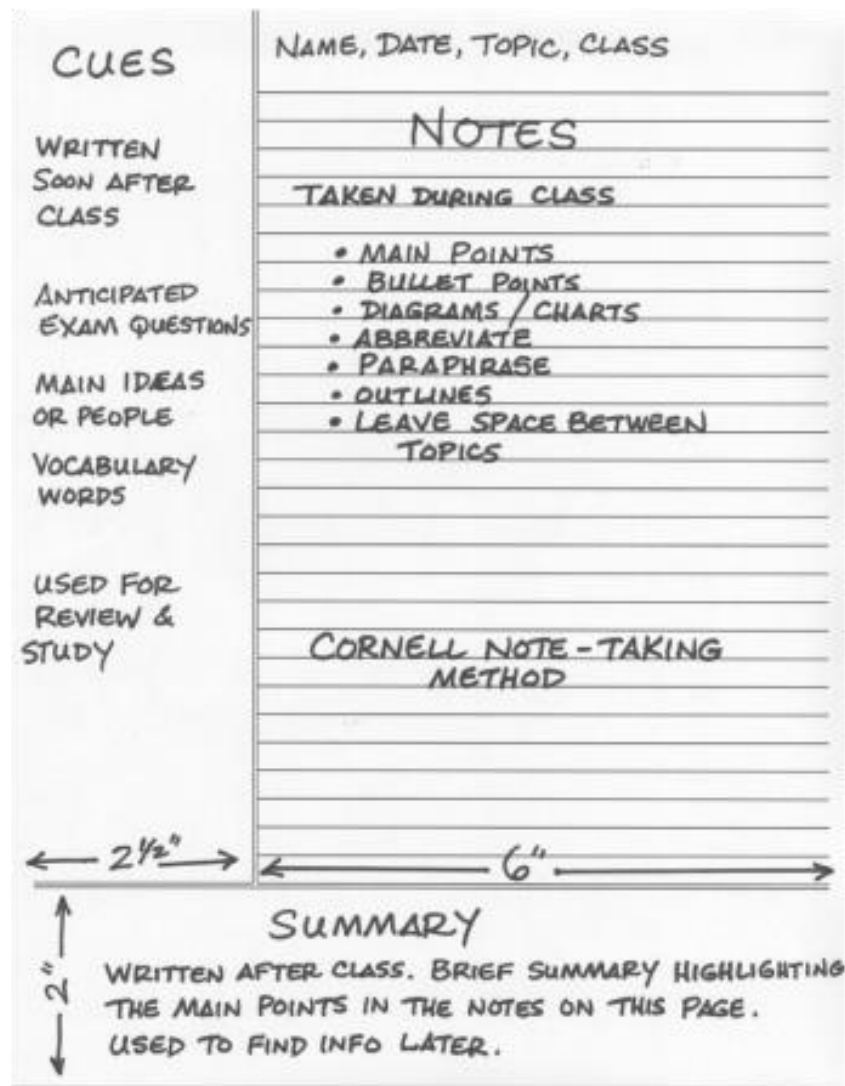 CUES
WRITTEN
SOON AFTER
CLASS
ANTICIPATED
EXAM QUESTIONS
MAIN IDEAS
OR PEOPLE
VOCABULARY
WORDS
USED FOR
REVIEW &
STUDY
2 1/2"
NAME, DATE, TOPIC, CLASS
NOTES
TAKEN DURING CLASS
• MAIN POINTS
• BULLET POINTS
• DIAGRAMS / CHARTS
• ABBREVIATE
• PARAPHRASE
• OUTLINES
• LEAVE SPACE BETWEEN
TOPICS
CORNELL NOTE-TAKING
METHOD
6"
2"
SUMMARY
WRITTEN AFTER CLASS. BRIEF SUMMARY HIGHLIGHTING
THE MAIN POINTS IN THE NOTES ON THIS PAGE.
USED TO FIND INFO LATER.